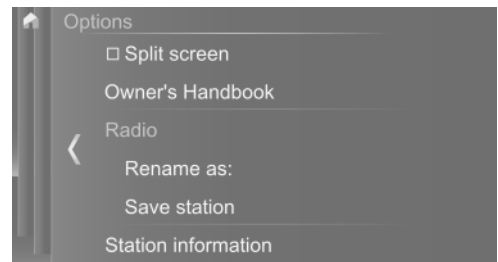 Options
Split screen
Owner's Handbook
Radio
Rename as:
Save station
Station information